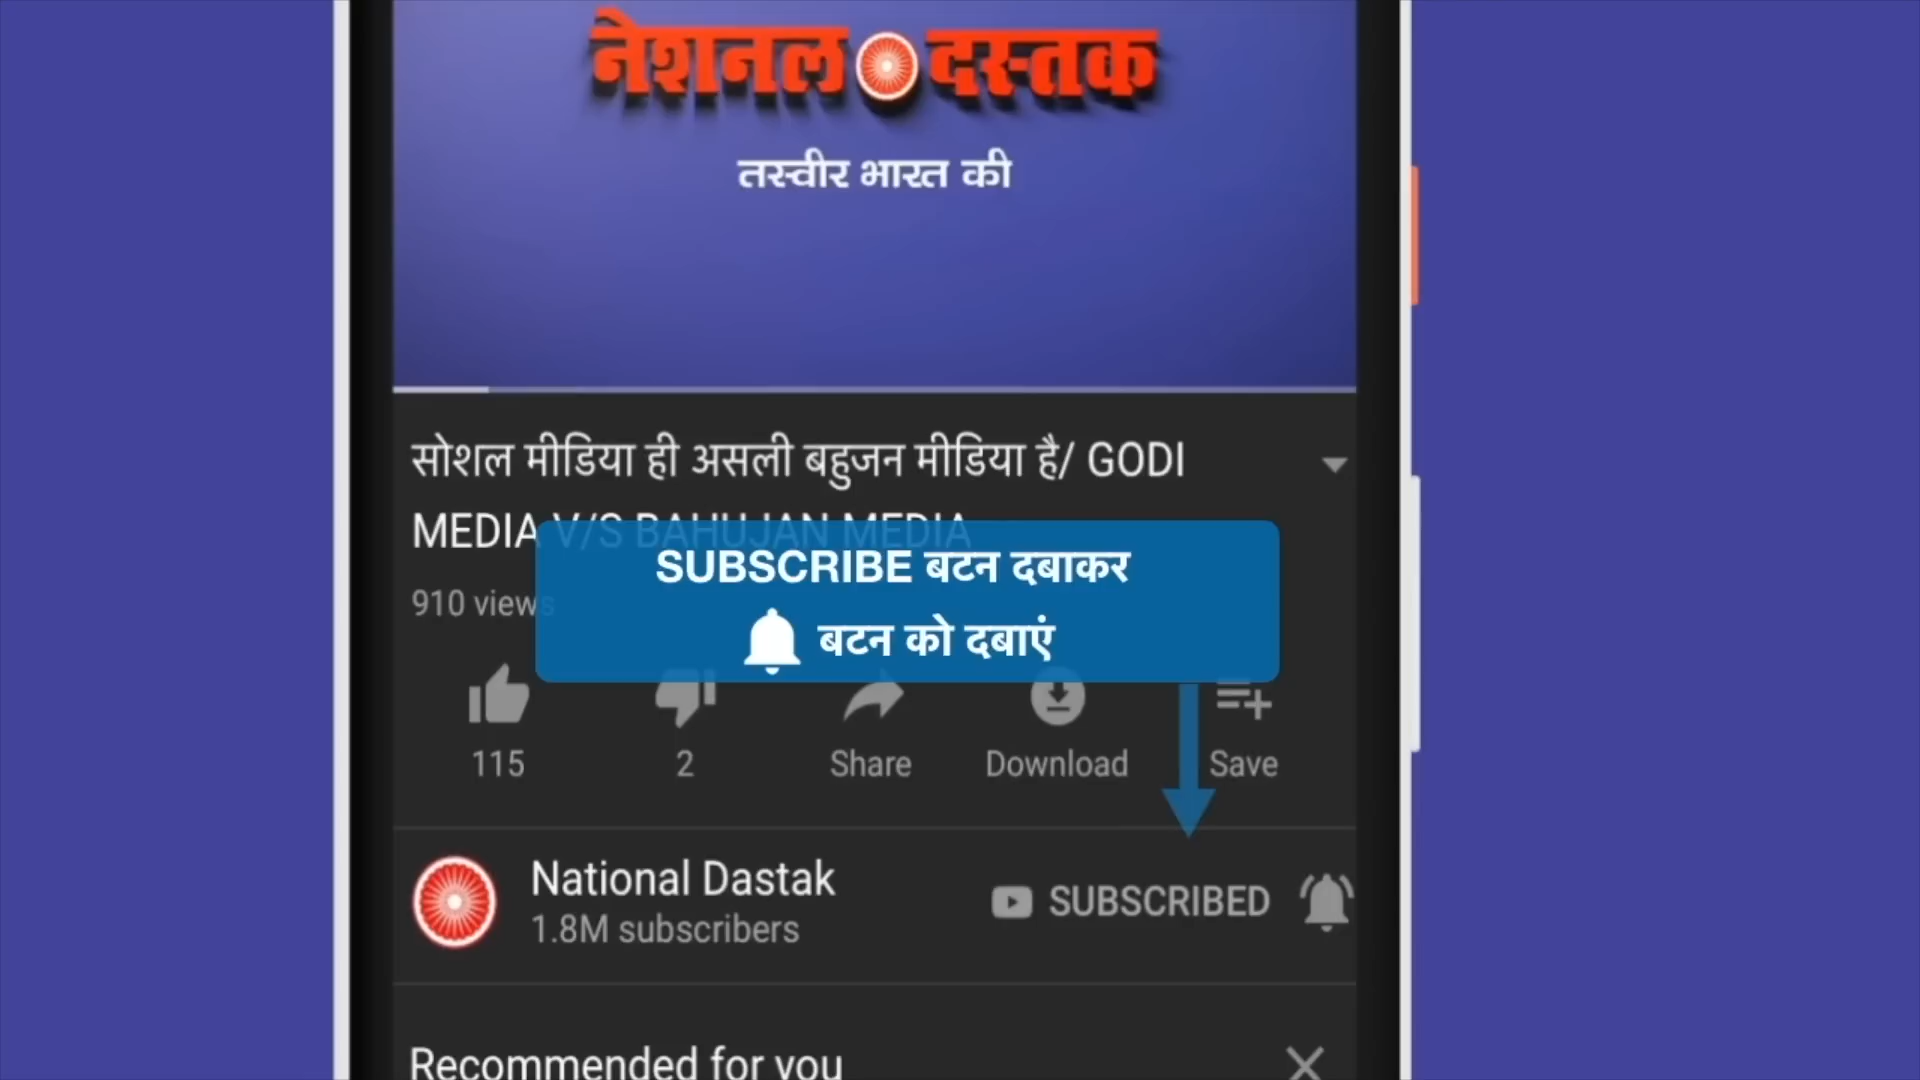 नेशनल दस्तक
तस्वीर भारत की
सोशल मीडिया ही असली बहुजन मीडिया है/ GODI
MEDIA V/S BAHUJAN MEDIA
SUBSCRIBE बटन दबाकर
बटन को दबाएं
910 views
115
2
Share
Download
Save
National Dastak
1.8M subscribers
SUBSCRIBED
Recommended for you